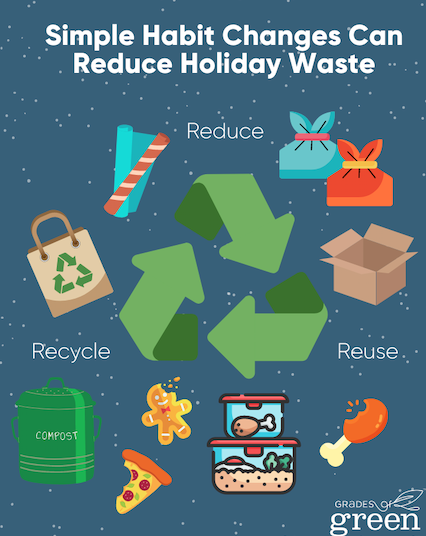 Simple Habit Changes Can
Reduce Holiday Waste
Reduce
Recycle
Reuse
COMPOST
GRADES OF
green